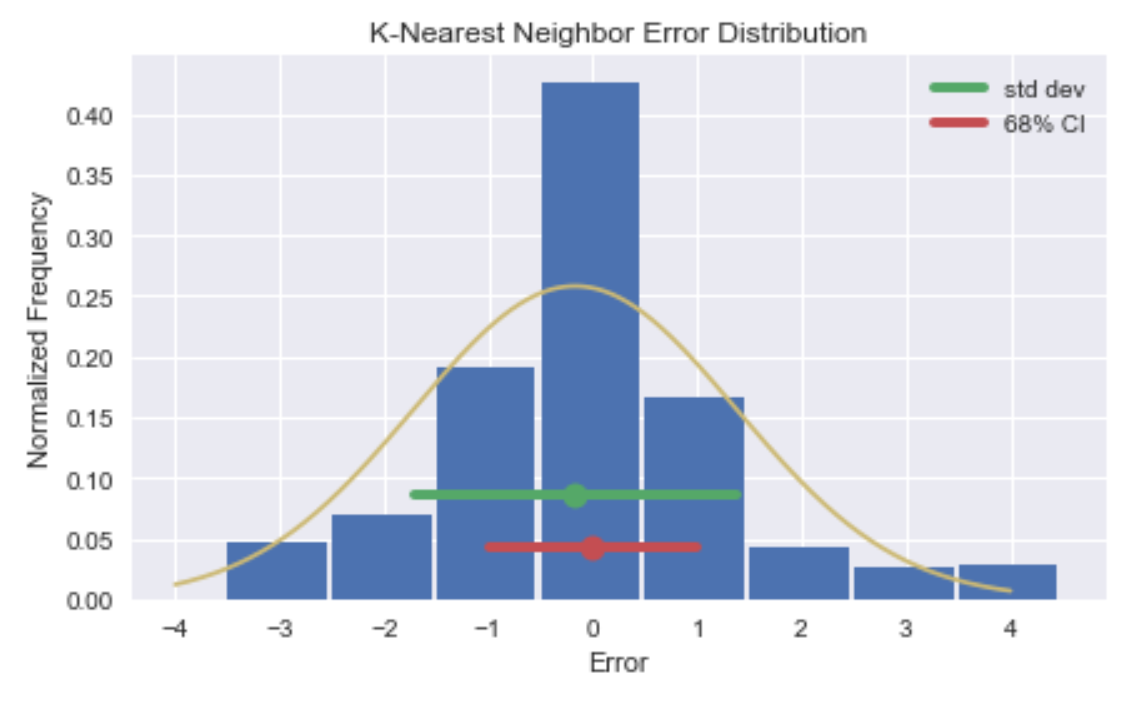 K-Nearest Neighbor Error Distribution
std dev
68% CI
Normalized Frequency
0.40
0.35
0.30
0.25
0.20
0.15
0.10
0.05
0.00
−4 −3 −2 −1 0 1 2 3 4
Error